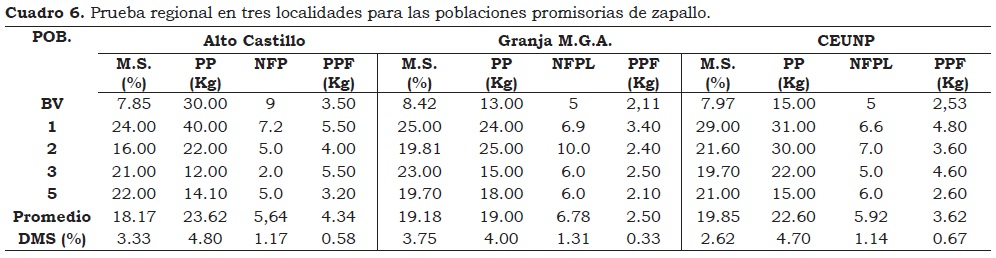 Cuadro 6. Prueba regional en tres localidades para las poblaciones promisorias de zapallo.
POB. Alto Castillo Granja M.G.A. CEUNP
M.S. PP NFP PPF M.S. PP NFPL PPF M.S. PP NFPL PPF
(%) (Kg) (Kg) (%) (Kg) (Kg) (%) (Kg) (Kg)
BV 7.85 30.00 9 3.50 8.42 13.00 5 2,11 7.97 15.00 5 2,53
1 24.00 40.00 7.2 5.50 25.00 24.00 6.9 3.40 29.00 31.00 6.6 4.80
2 16.00 22.00 5.0 4.00 19.81 25.00 10.0 2.40 21.60 30.00 7.0 3.60
3 21.00 12.00 2.0 5.50 23.00 15.00 6.0 2.50 19.70 22.00 5.0 4.60
5 22.00 14.10 5.0 3.20 19.70 18.00 6.0 2.10 21.00 15.00 6.0 2.60
Promedio 18.17 23.62 5,64 4.34 19.18 19.00 6.78 2.50 19.85 22.60 5.92 3.62
DMS (%) 3.33 4.80 1.17 0.58 3.75 4.00 1.31 0.33 2.62 4.70 1.14 0.67